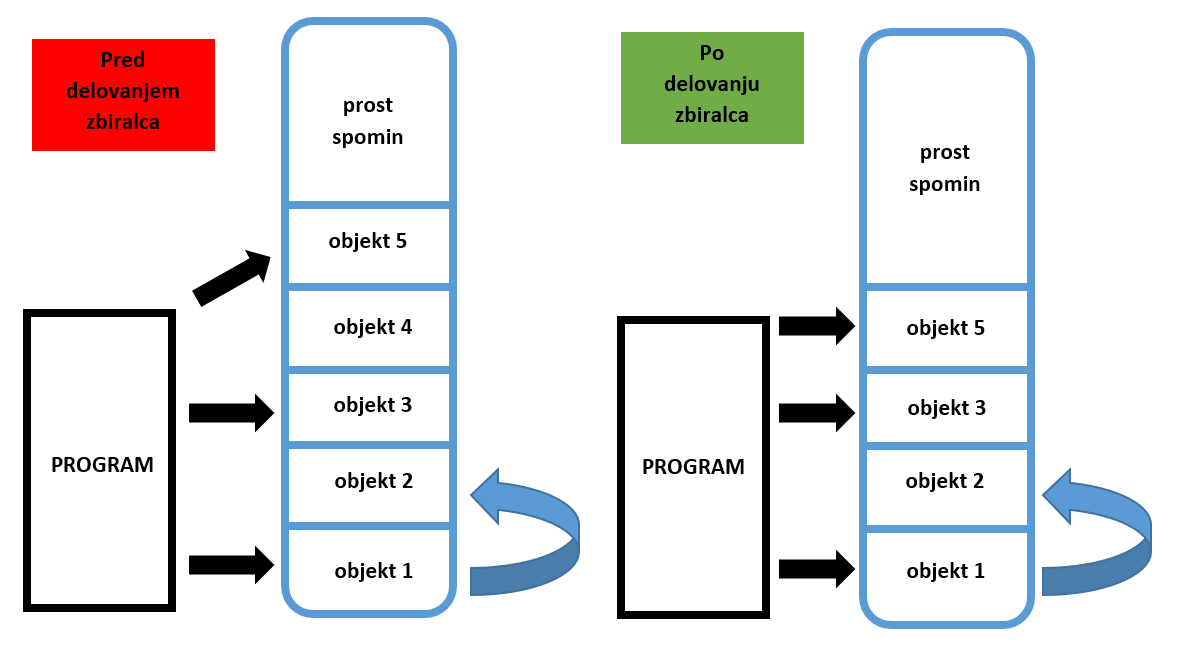 Pred
delovanjem
zbiralca
prost
spomin
objekt 5
objekt 4
objekt 3
objekt 2
objekt 1
PROGRAM
Po
delovanju
zbiralca
prost
spomin
objekt 5
objekt 3
objekt 2
objekt 1
PROGRAM